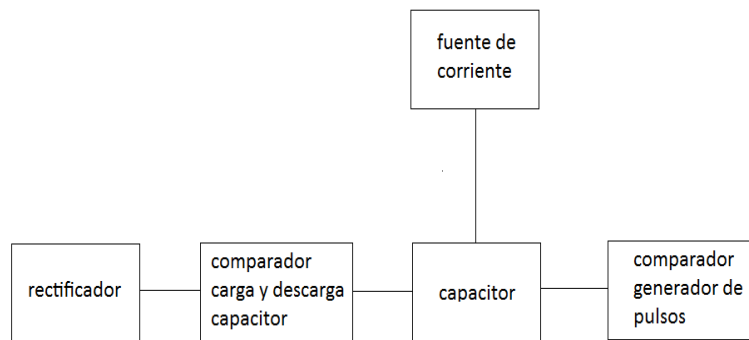 fuente de
corriente
rectificador
comparador
carga y descarga
capacitor
capacitor
comparador
generador de
pulsos